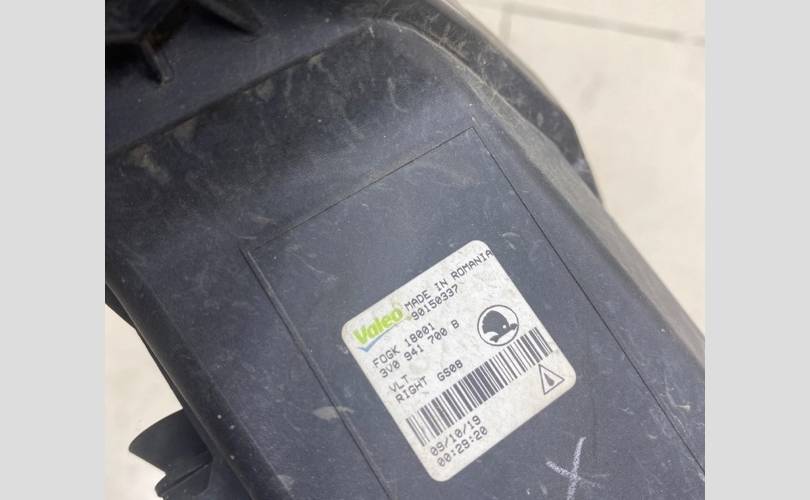 Valeo MADE IN ROMANIA
90150337
FOGK 18001
3V0 941 700 B
VLT
RIGHT GS08
09/10/19
00:29:20
X